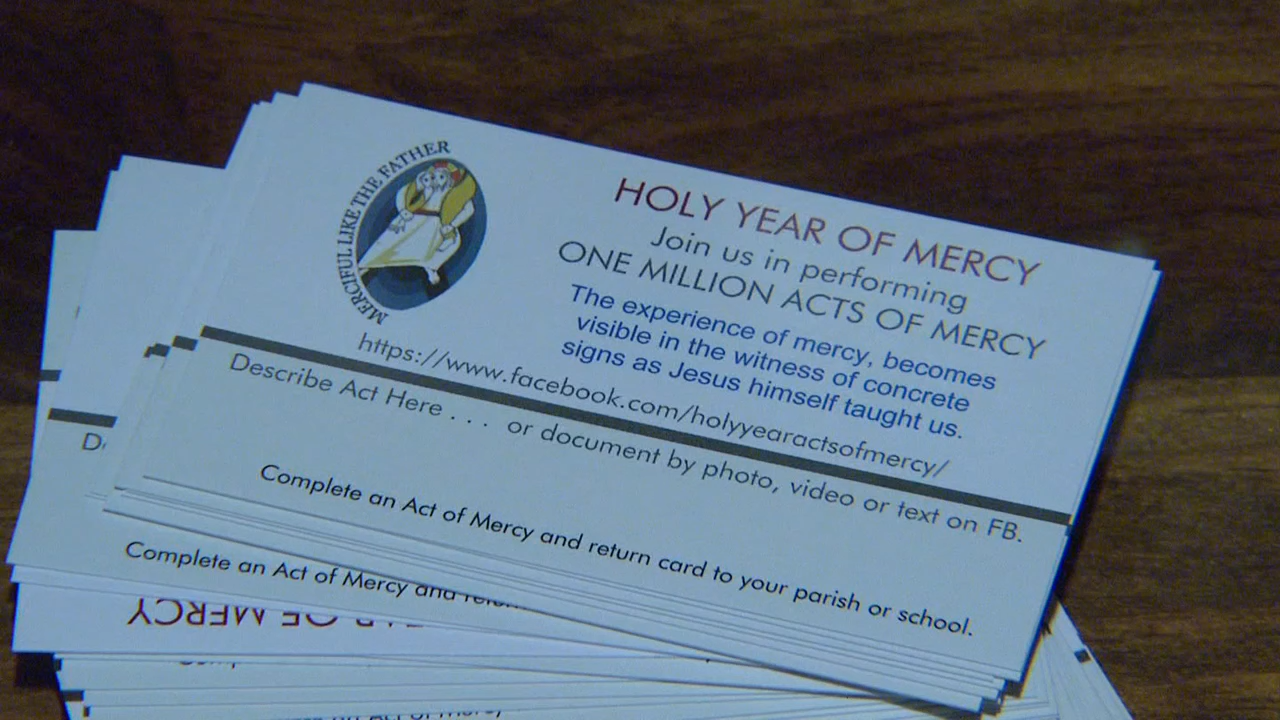 MERCIFUL LIKE THE FATHER
HOLY YEAR OF MERCY
Join us in performing
ONE MILLION ACTS OF MERCY
The experience of mercy, becomes
visible in the witness of concrete
signs as Jesus himself taught us.
https://www.facebook.com/holyyearactsofmercy/
Describe Act Here . . . or document by photo, video or text on FB.
Complete an Act of Mercy and return card to your parish or school.
Complete an Act of Mercy and
OF MERCY